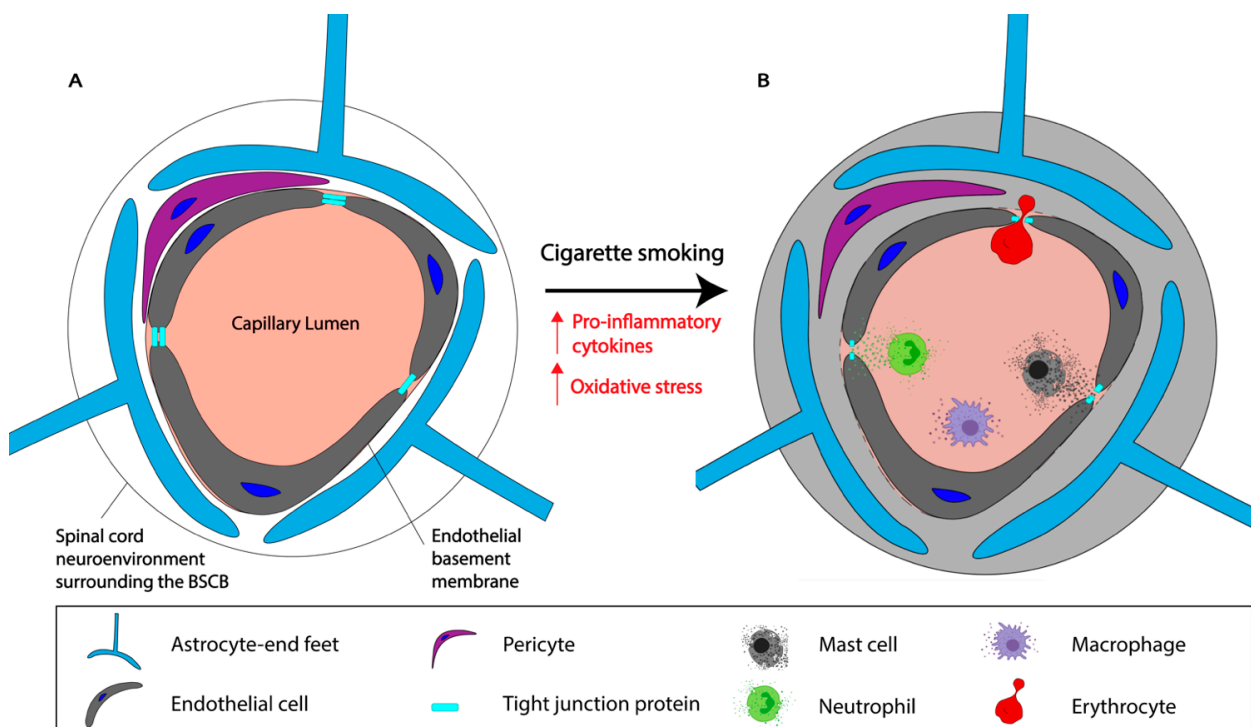 A
B
Capillary Lumen
Cigarette smoking
Pro-inflammatory
cytokines
Oxidative stress
Spinal cord
neuroenvironment
surrounding the BSCB
Endothelial
basement
membrane
Astrocyte-end feet
Pericyte
Mast cell
Macrophage
Endothelial cell
Tight junction protein
Neutrophil
Erythrocyte